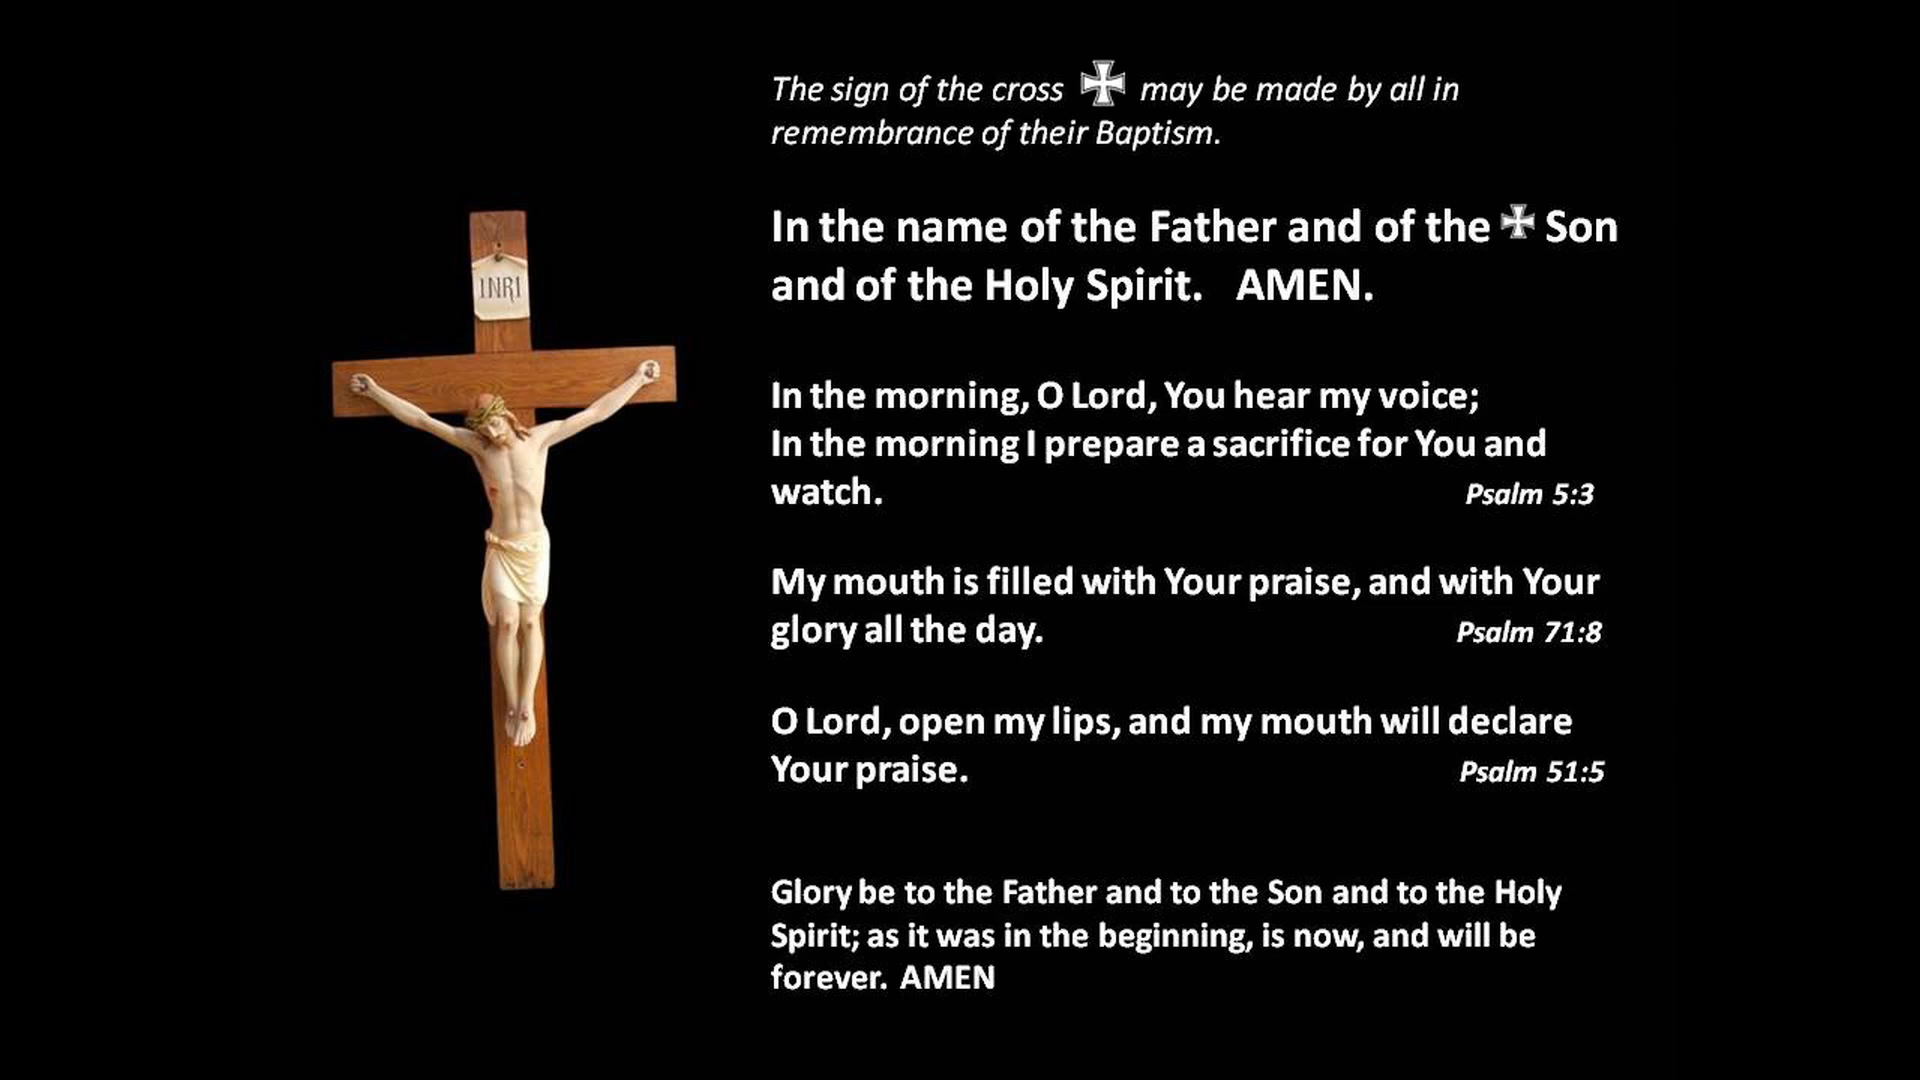 The sign of the cross ✠ may be made by all in
remembrance of their Baptism.
In the name of the Father and of the ✠ Son
and of the Holy Spirit. AMEN.
INRI
In the morning, O Lord, You hear my voice;
In the morning I prepare a sacrifice for You and
watch. Psalm 5:3
My mouth is filled with Your praise, and with Your
glory all the day. Psalm 71:8
O Lord, open my lips, and my mouth will declare
Your praise. Psalm 51:5
Glory be to the Father and to the Son and to the Holy
Spirit; as it was in the beginning, is now, and will be
forever. AMEN